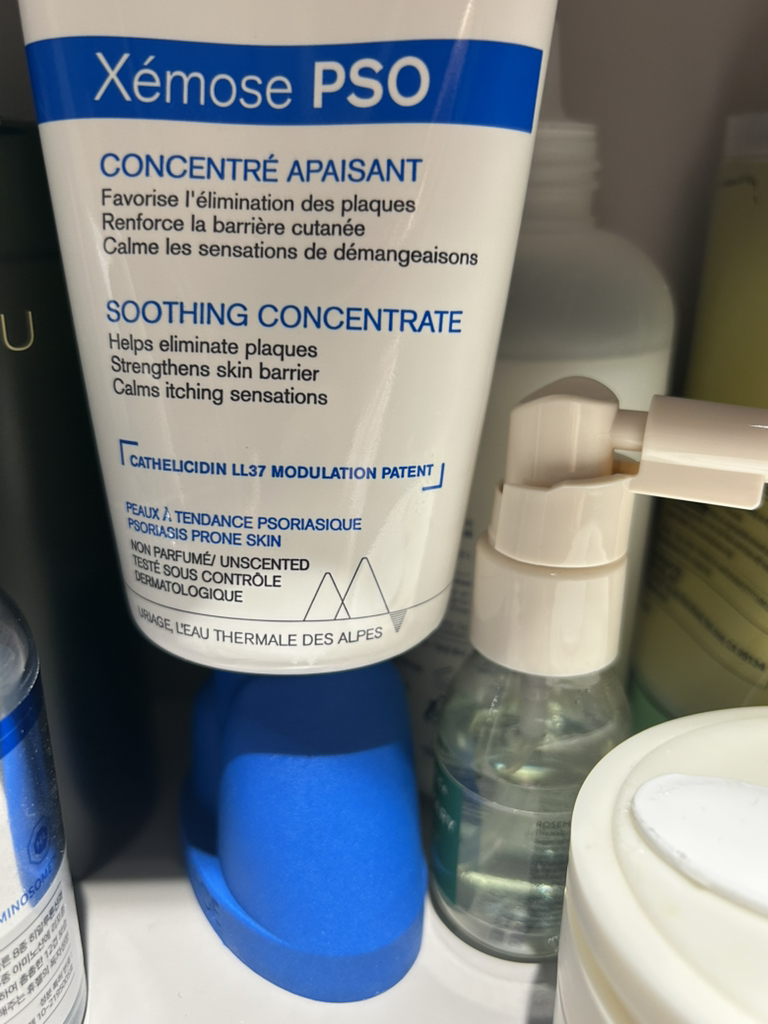 Xémose PSO
CONCENTRÉ APAISANT
Favorise l'élimination des plaques
Renforce la barrière cutanée
Calme les sensations de démangeaisons
SOOTHING CONCENTRATE
Helps eliminate plaques
Strengthens skin barrier
Calms itching sensations
CATHELICIDIN LL37 MODULATION PATENT
PEAUX À TENDANCE PSORIASIQUE
PSORIASIS PRONE SKIN
NON PARFUMÉ/ UNSCENTED
TESTÉ SOUS CONTRÔLE
DERMATOLOGIQUE
URIAGE, L'EAU THERMALE DES ALPES
U